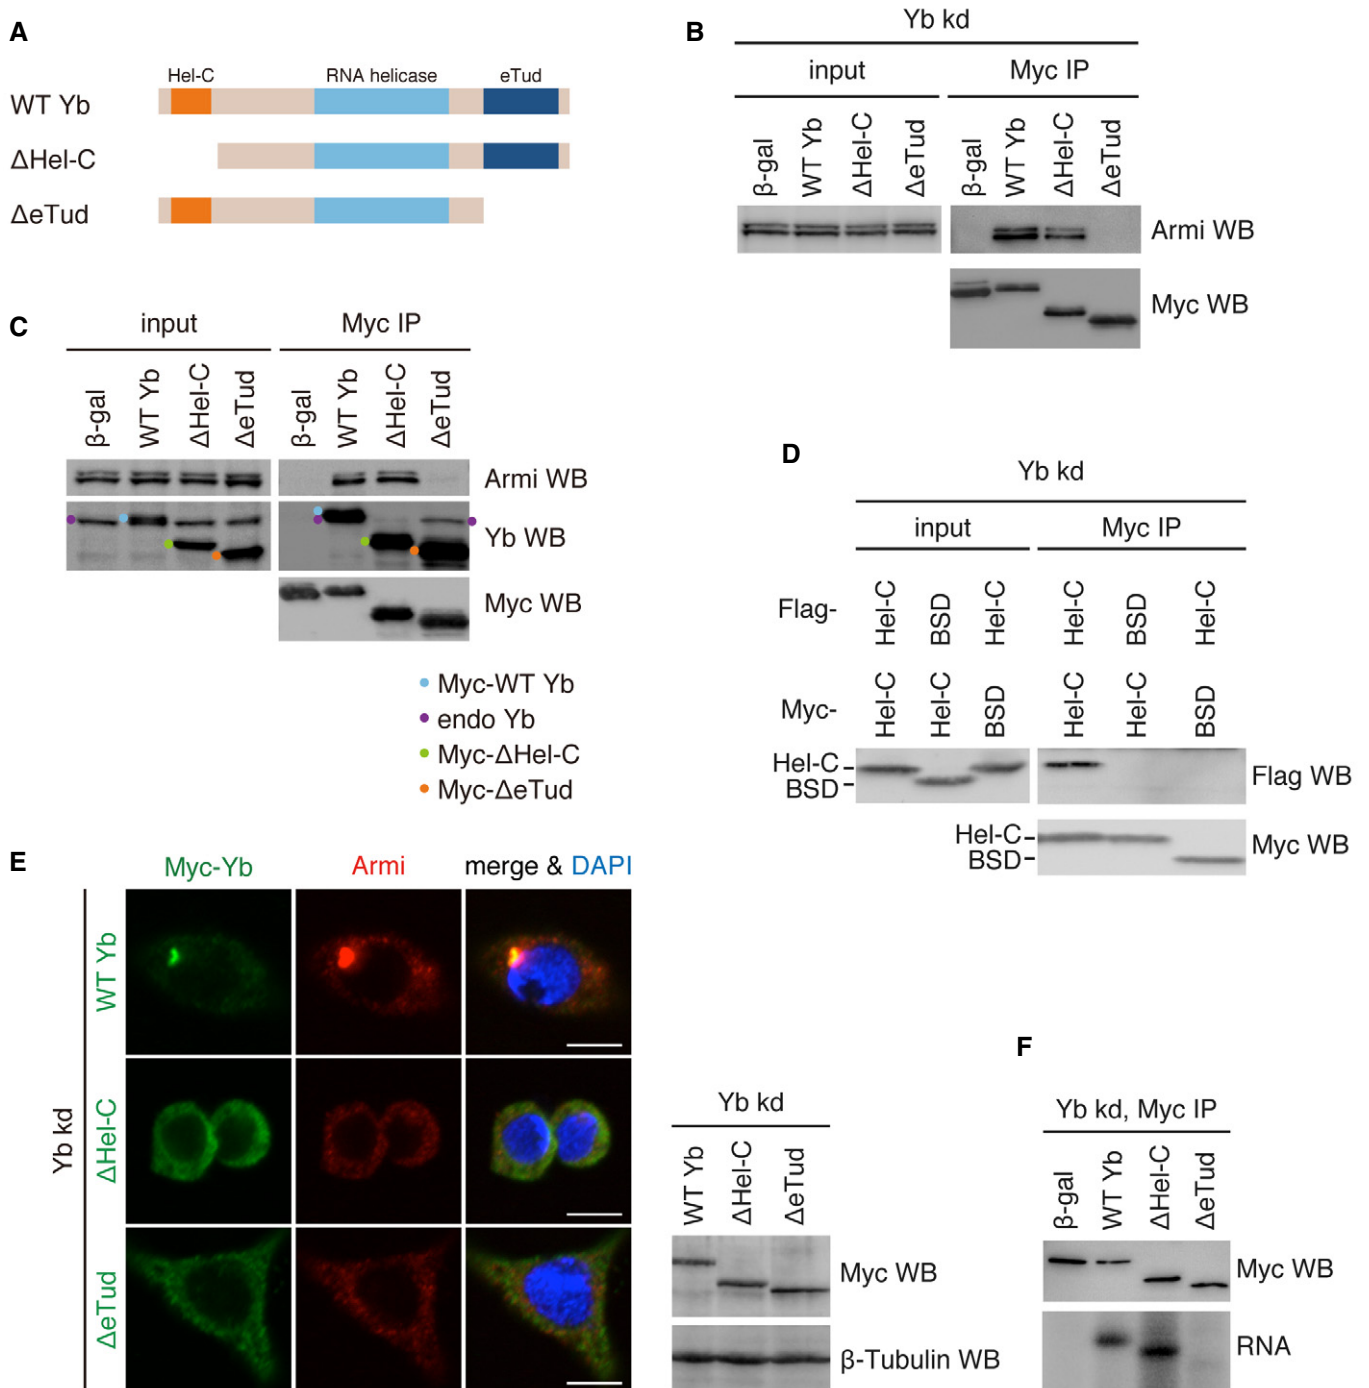 A
Hel-C RNA helicase eTud
WT Yb
ΔHel-C
ΔeTud
B
Yb kd
input Myc IP
β-gal WT Yb ΔHel-C ΔeTud β-gal WT Yb ΔHel-C ΔeTud
Armi WB
Myc WB
C
input Myc IP
β-gal WT Yb ΔHel-C ΔeTud β-gal WT Yb ΔHel-C ΔeTud
Armi WB
Yb WB
Myc WB
Myc-WT Yb
endo Yb
Myc-ΔHel-C
Myc-ΔeTud
D
Yb kd
input Myc IP
Flag- Hel-C BSD Hel-C Hel-C BSD Hel-C
Myc- Hel-C Hel-C BSD Hel-C Hel-C BSD
Hel-C
BSD
Flag WB
Hel-C
BSD
Myc WB
E
Myc-Yb Armi merge & DAPI
Yb kd
WT Yb
ΔHel-C
ΔeTud
Yb kd
WT Yb ΔHel-C ΔeTud
Myc WB
β-Tubulin WB
F
Yb kd, Myc IP
β-gal WT Yb ΔHel-C ΔeTud
Myc WB
RNA